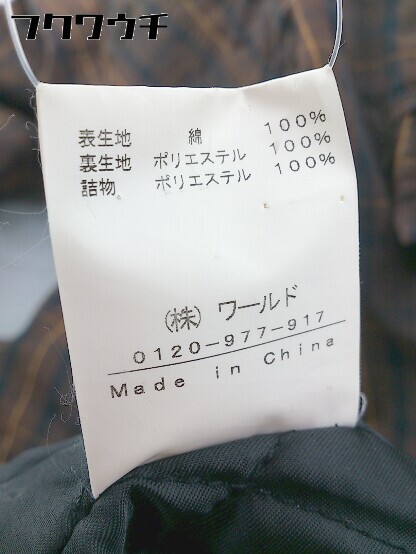 フクワウチ
表生地 綿 100%
裏生地 ポリエステル 100%
詰物。 ポリエステル 100%
(株) ワールド
0120-977-917
Made in China